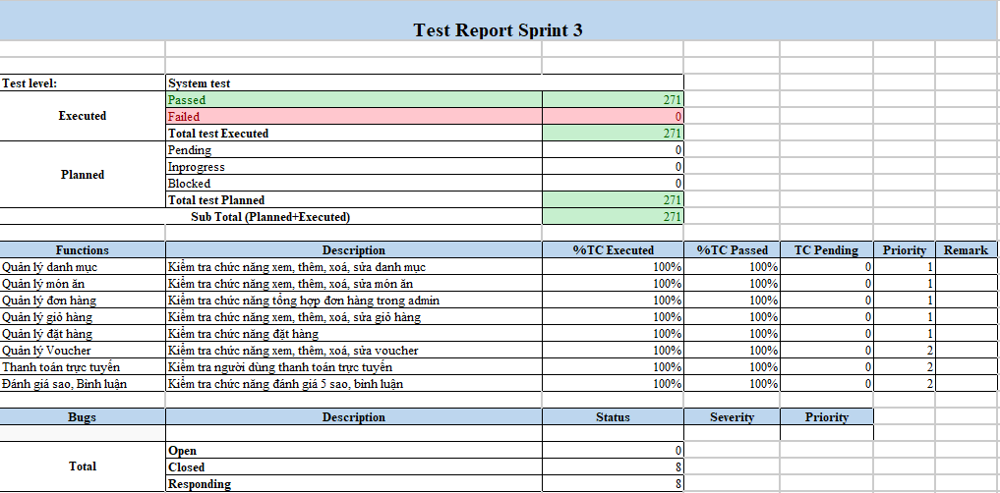 Test Report Sprint 3
Test level: System test
Executed
Passed 271
Failed 0
Total test Executed 271
Planned
Pending 0
Inprogress 0
Blocked 0
Total test Planned 271
Sub Total (Planned+Executed) 271
Functions Description %TC Executed %TC Passed TC Pending Priority Remark
Quản lý danh mục Kiểm tra chức năng xem, thêm, xoá, sửa danh mục 100% 100% 0 1
Quản lý món ăn Kiểm tra chức năng xem, thêm, xoá, sửa món ăn 100% 100% 0 1
Quản lý đơn hàng Kiểm tra chức năng tổng hợp đơn hàng trong admin 100% 100% 0 1
Quản lý giỏ hàng Kiểm tra chức năng xem, thêm, xoá, sửa giỏ hàng 100% 100% 0 1
Quản lý đặt hàng Kiểm tra chức năng đặt hàng 100% 100% 0 1
Quản lý Voucher Kiểm tra chức năng xem, thêm, xoá, sửa voucher 100% 100% 0 2
Thanh toán trực tuyến Kiểm tra người dùng thanh toán trực tuyến 100% 100% 0 2
Đánh giá sao, Bình luận Kiểm tra chức năng đánh giá 5 sao, bình luận 100% 100% 0 2
Bugs Description Status Severity Priority
Total
Open 0
Closed 8
Responding 8